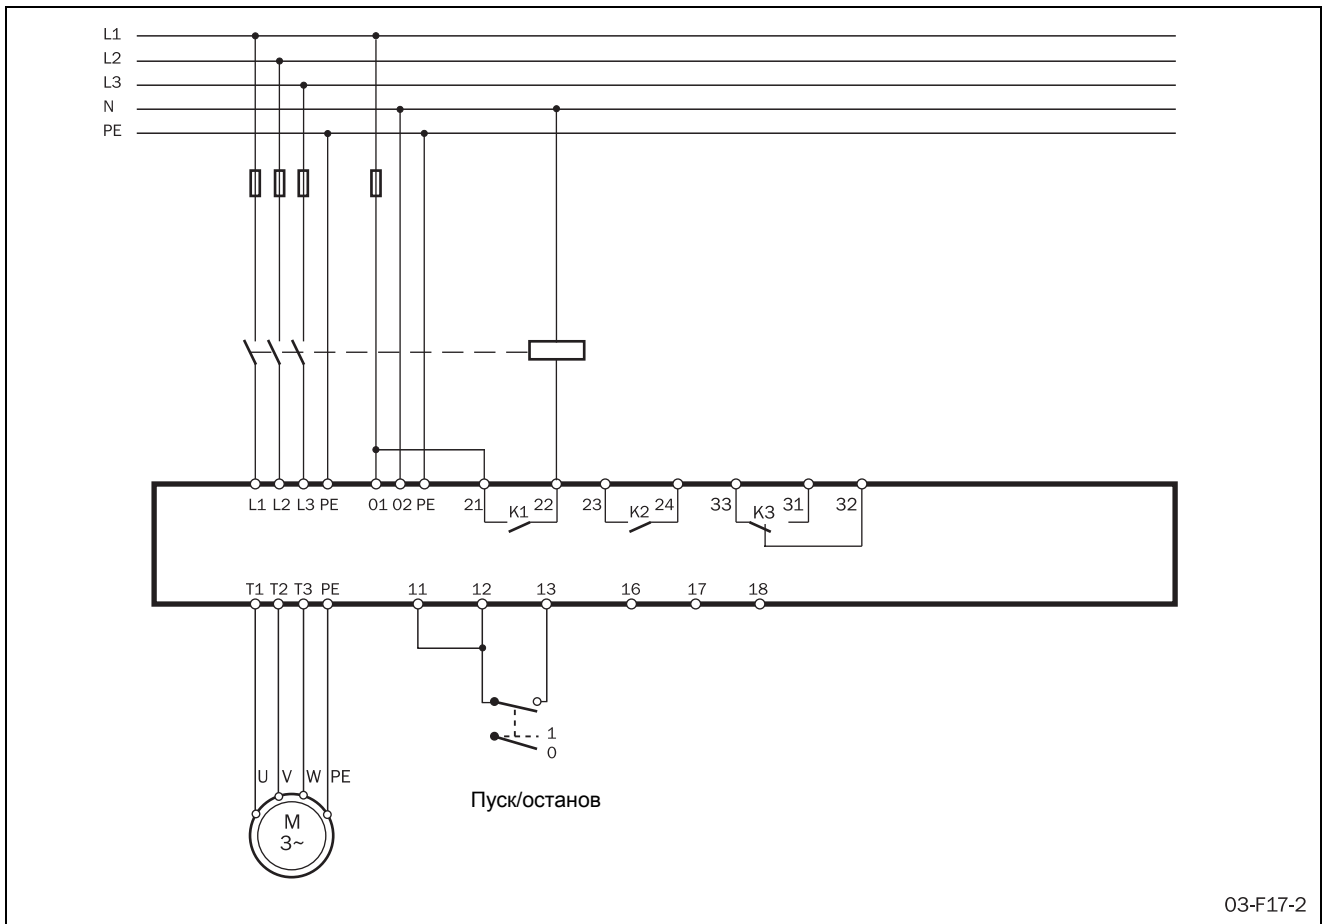 L1
L2
L3
N
PE
L1 L2 L3 PE 01 02 PE 21 K1 22 23 K2 24 33 K3 31 32
T1 T2 T3 PE 11 12 13 16 17 18
1
0
U V W PE
Пуск/останов
M
3~
03-F17-2